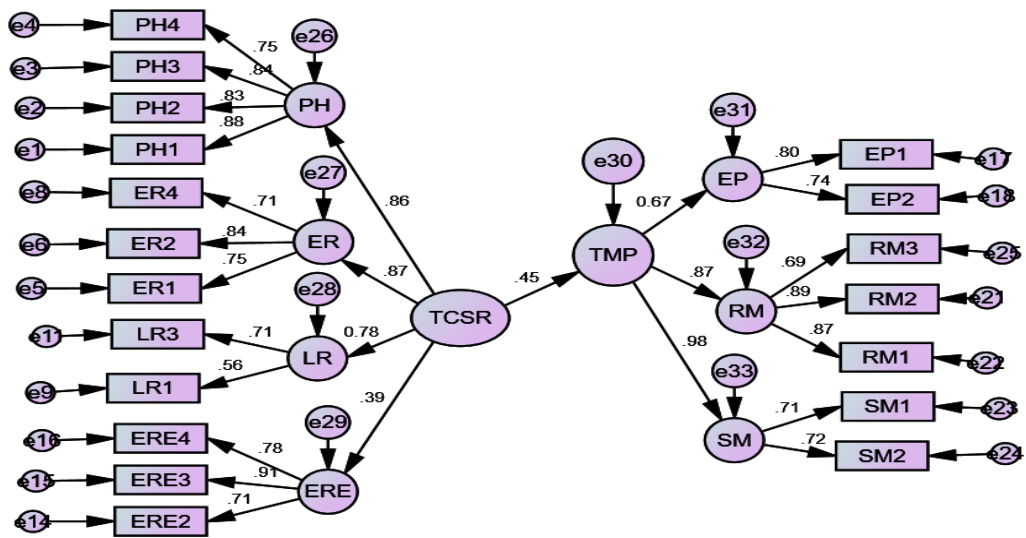 e4 PH4 .75 e26
e3 PH3 .84
e2 PH2 .83 PH
e1 PH1 .88
e8 ER4 .71 e27
e6 ER2 .84 ER .86
e5 ER1 .75 .87
e28
e11 LR3 .71 0.78
LR
e9 LR1 .56
TCSR .45
.39
e29
e16 ERE4 .78
e15 ERE3 .91 ERE
e14 ERE2 .71
e30 TMP
e31
0.67 EP .80 EP1 e17
.74 EP2 e18
e32
.87 RM .69 RM3 e25
.89 RM2 e21
.87 RM1 e22
.98
e33
SM .71 SM1 e23
.72 SM2 e24